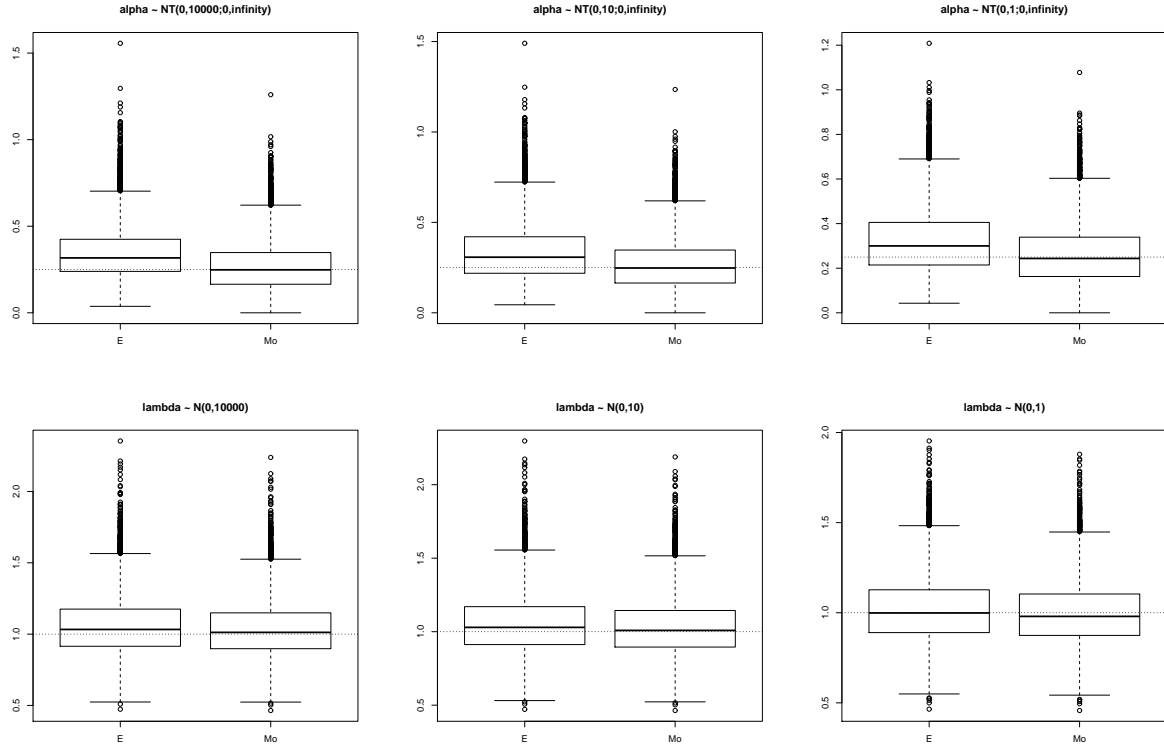 alpha ~ NT(0,10000;0,infinity)
1.5
1.0
0.5
0.0
E Mo
alpha ~ NT(0,10;0,infinity)
1.5
1.0
0.5
0.0
E Mo
alpha ~ NT(0,1;0,infinity)
1.2
1.0
0.8
0.6
0.4
0.2
0.0
E Mo
lambda ~ N(0,10000)
2.0
1.5
1.0
0.5
E Mo
lambda ~ N(0,10)
2.0
1.5
1.0
0.5
E Mo
lambda ~ N(0,1)
2.0
1.5
1.0
0.5
E Mo